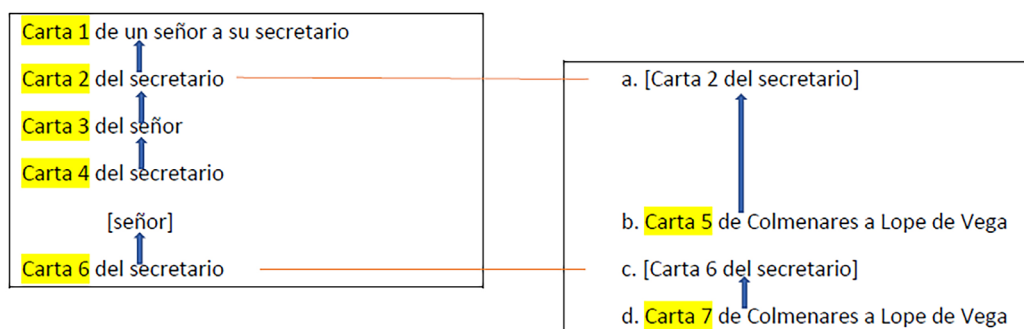 Carta 1 de un señor a su secretario
Carta 2 del secretario
Carta 3 del señor
Carta 4 del secretario
[señor]
Carta 6 del secretario
a. [Carta 2 del secretario]
b. Carta 5 de Colmenares a Lope de Vega
c. [Carta 6 del secretario]
d. Carta 7 de Colmenares a Lope de Vega